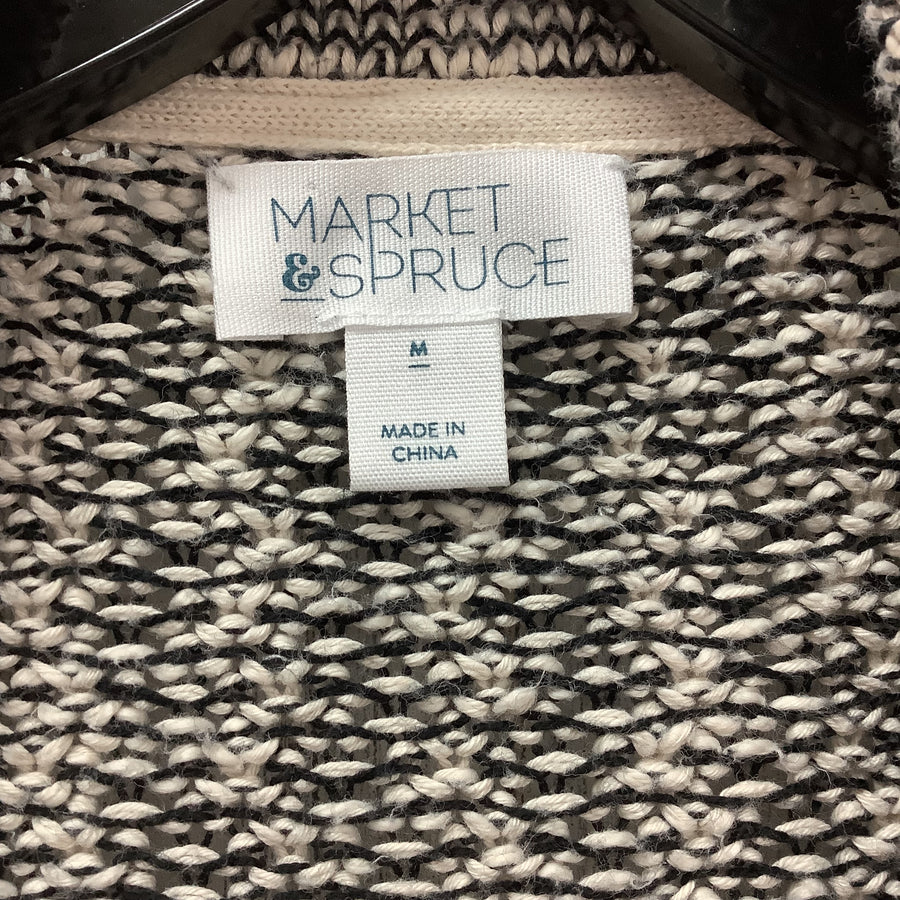 MARKET
& SPRUCE
M
MADE IN
CHINA